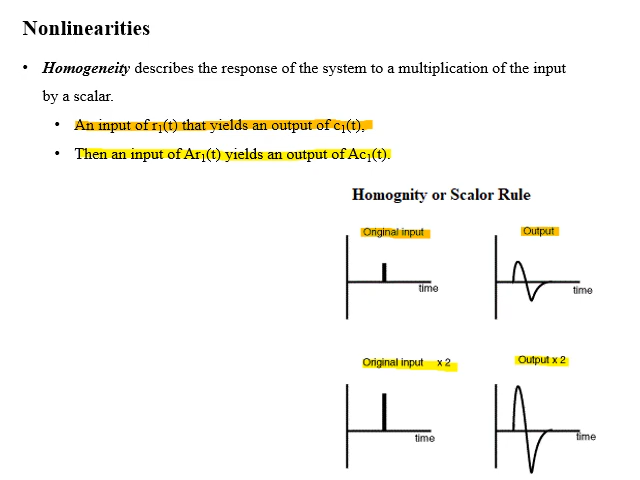 Nonlinearities
• Homogeneity describes the response of the system to a multiplication of the input
by a scalar.
• An input of r₁(t) that yields an output of c₁(t),
• Then an input of Ar₁(t) yields an output of Ac₁(t).
Homognity or Scalor Rule
Original input Output
time time
Original input x 2 Output x 2
time time